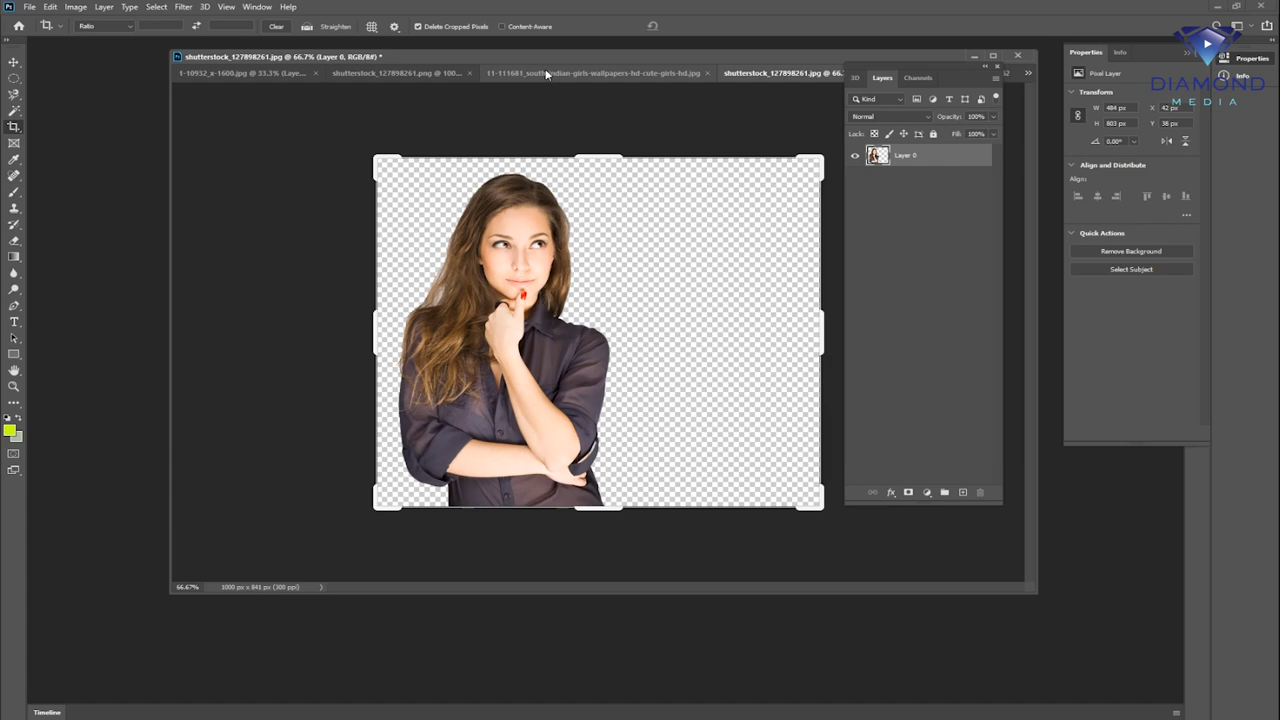 Ps File Edit Image Layer Type Select Filter 3D View Window Help
Ratio Clear Straighten Delete Cropped Pixels Content-Aware
DIAMOND
MEDIA
shutterstock_127898261.jpg @ 66.7% (Layer 0, RGB/8#) *
1-10932_x-1600.jpg @ 33.3% (Laye... × shutterstock_127898261.png @ 100... × 11-111681_south-indian-girls-wallpapers-hd-cute-girls-hd.jpg × shutterstock_127898261.jpg @ 66.
3D Layers Channels
Kind
Normal Opacity: 100%
Lock: Fill: 100%
Layer 0
fx
Properties Info
Pixel Layer
Transform
W 484 px X 42 px
H 803 px Y 38 px
0.00°
Align and Distribute
Align:
Quick Actions
Remove Background
Select Subject
Properties
Info
66.67% 1000 px x 841 px (300 ppi)
Timeline